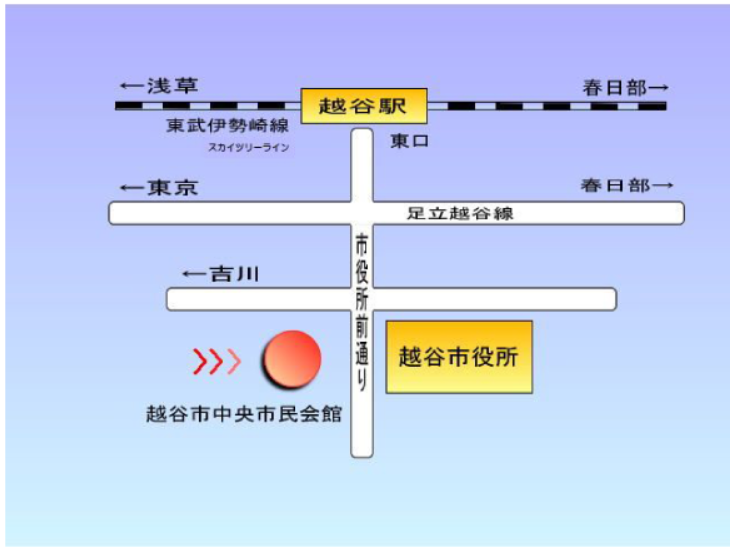 ←浅草
春日部→
越谷駅
東武伊勢崎線
スカイツリーライン
東口
←東京
春日部→
足立越谷線
市役所前通り
←吉川
越谷市役所
越谷市中央市民会館